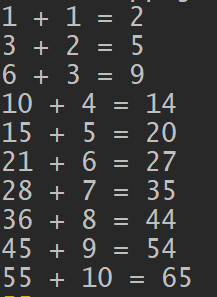 1 + 1 = 2
3 + 2 = 5
6 + 3 = 9
10 + 4 = 14
15 + 5 = 20
21 + 6 = 27
28 + 7 = 35
36 + 8 = 44
45 + 9 = 54
55 + 10 = 65